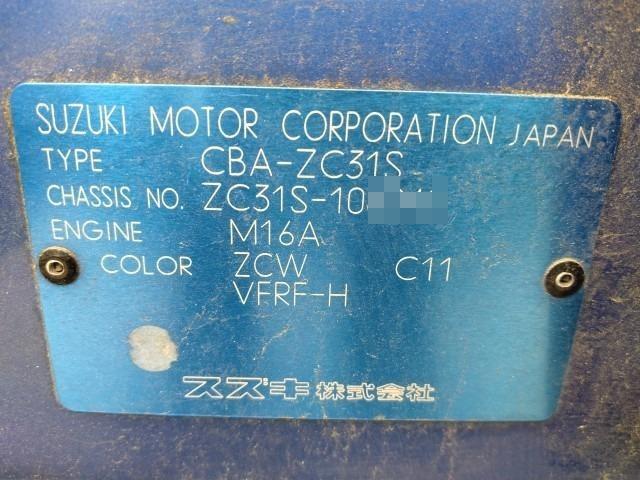 SUZUKI MOTOR CORPORATION JAPAN
TYPE CBA-ZC31S
CHASSIS NO. ZC31S-10
ENGINE M16A
COLOR ZCW C11
VFRF-H
スズキ株式会社